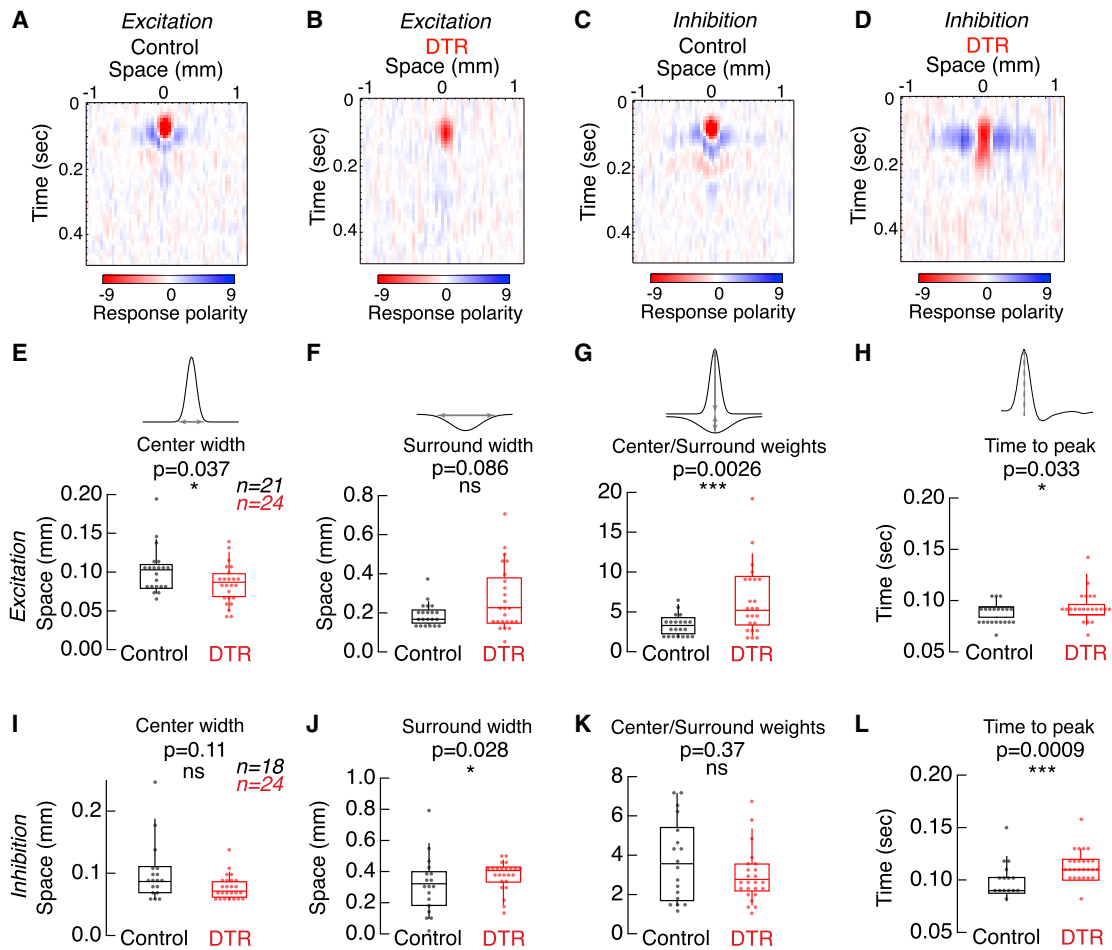 A
Excitation
Control
Space (mm)
-1 0 1
0
0.2
0.4
Time (sec)
-9 0 9
Response polarity
B
Excitation
DTR
Space (mm)
-1 0 1
0
0.2
0.4
Time (sec)
-9 0 9
Response polarity
C
Inhibition
Control
Space (mm)
-1 0 1
0
0.2
0.4
Time (sec)
-9 0 9
Response polarity
D
Inhibition
DTR
Space (mm)
-1 0 1
0
0.2
0.4
Time (sec)
-9 0 9
Response polarity
E
Center width
p=0.037
*
n=21
n=24
0.20
0.15
0.10
0.05
0.00
Excitation
Space (mm)
Control DTR
F
Surround width
p=0.086
ns
0.8
0.6
0.4
0.2
0.0
Space (mm)
Control DTR
G
Center/Surround weights
p=0.0026
***
20
15
10
5
0
Control DTR
H
Time to peak
p=0.033
*
0.20
0.15
0.10
0.05
Time (sec)
Control DTR
I
Center width
p=0.11
ns
n=18
n=24
0.2
0.1
0.0
Inhibition
Space (mm)
Control DTR
J
Surround width
p=0.028
*
1.0
0.8
0.6
0.4
0.2
0.0
Space (mm)
Control DTR
K
Center/Surround weights
p=0.37
ns
8
6
4
2
0
Control DTR
L
Time to peak
p=0.0009
***
0.20
0.15
0.10
0.05
Time (sec)
Control DTR